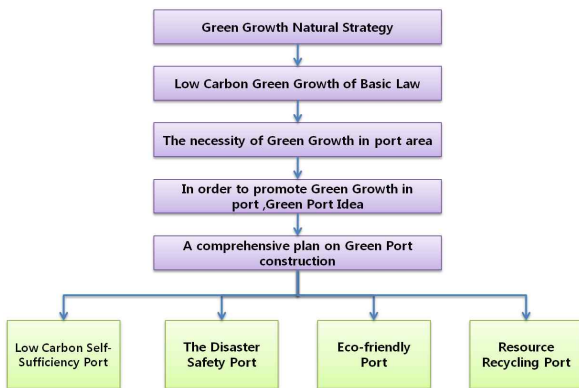 Green Growth Natural Strategy
Low Carbon Green Growth of Basic Law
The necessity of Green Growth in port area
In order to promote Green Growth in
port ,Green Port Idea
A comprehensive plan on Green Port
construction
Low Carbon Self-
Sufficiency Port
The Disaster
Safety Port
Eco-friendly
Port
Resource
Recycling Port